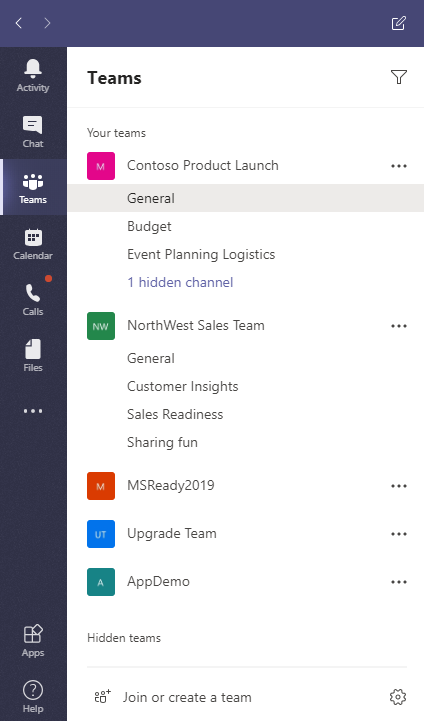 Activity
Chat
Teams
Calendar
Calls
Files
Apps
Help
Teams
Your teams
M Contoso Product Launch
General
Budget
Event Planning Logistics
1 hidden channel
NW NorthWest Sales Team
General
Customer Insights
Sales Readiness
Sharing fun
M MSReady2019
UT Upgrade Team
A AppDemo
Hidden teams
Join or create a team